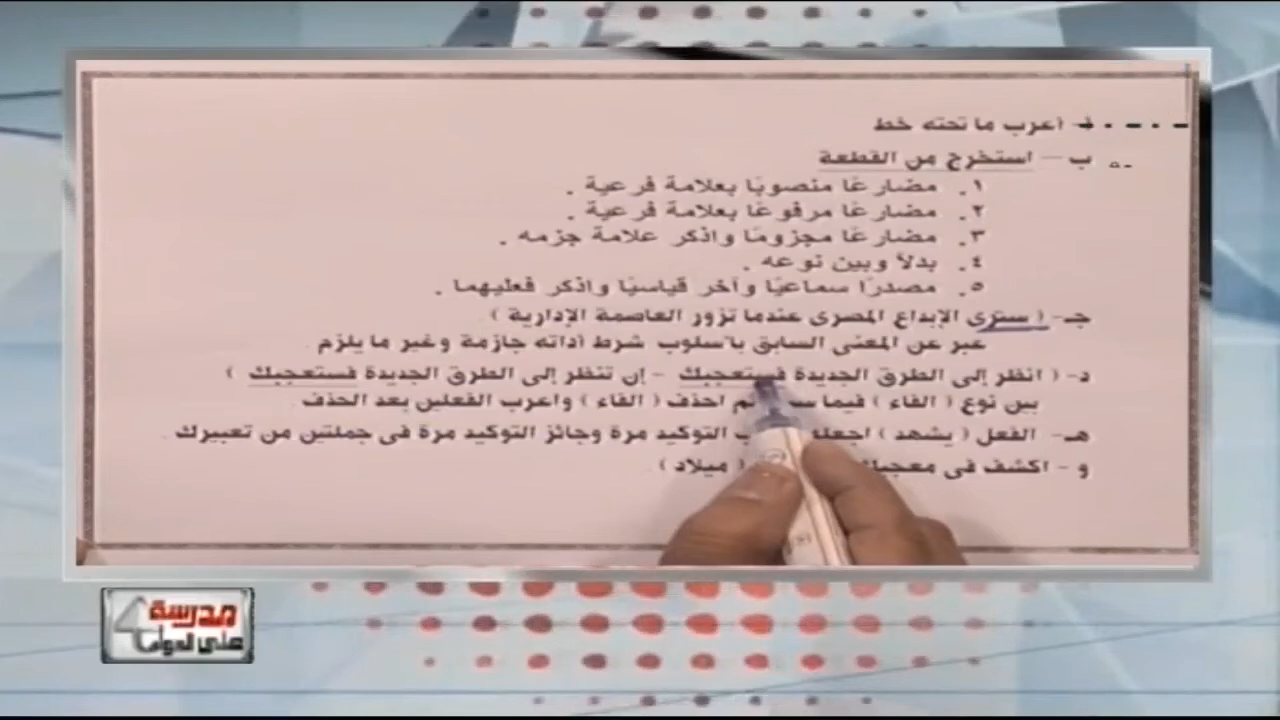 أعرب ما تحته خط
ب – استخرج من القطعة
١. مضارعًا منصوبًا بعلامة فرعية .
٢. مضارعًا مرفوعًا بعلامة فرعية .
٣. مضارعًا مجزومًا واذكر علامة جزمه .
٤. بدلاً وبين نوعه .
٥. مصدرًا سماعيًا وآخر قياسيًا واذكر فعليهما .
جـ- ( سترى الإبداع المصرى عندما تزور العاصمة الإدارية )
عبر عن المعنى السابق بأسلوب شرط أداته جازمة وغير ما يلزم .
د- ( انظر إلى الطرق الجديدة فستعجبك - إن تنظر إلى الطرق الجديدة فستعجبك )
بين نوع ( الفاء ) فيما احذف ( الفاء ) واعرب الفعلين بعد الحذف
هـ- الفعل ( يشهد ) التوكيد مرة وجائز التوكيد مرة فى جملتين من تعبيرك .
و - اكشف فى ( ميلاد ) .
مدرسة
على الهواء
4